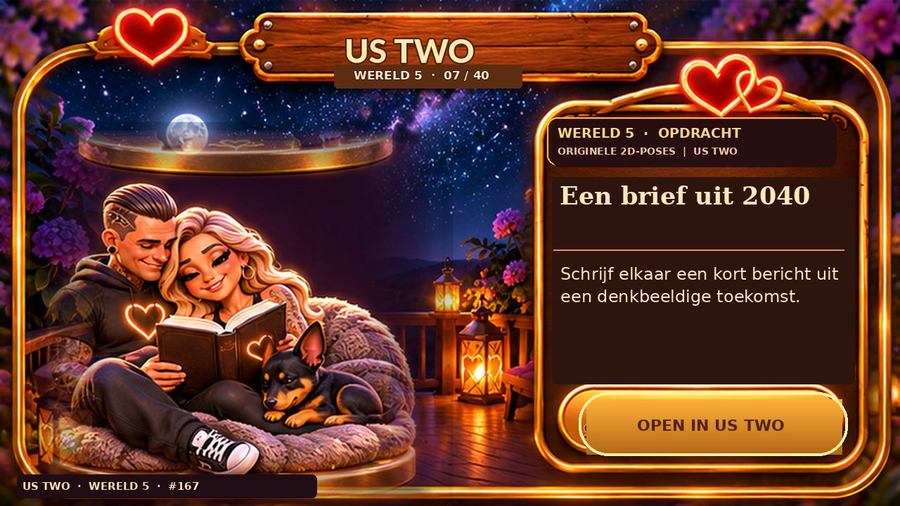 US TWO
WERELD 5 · 07 / 40
WERELD 5 · OPDRACHT
ORIGINELE 2D-POSES | US TWO
Een brief uit 2040
Schrijf elkaar een kort bericht uit
een denkbeeldige toekomst.
OPEN IN US TWO
US TWO · WERELD 5 · #167